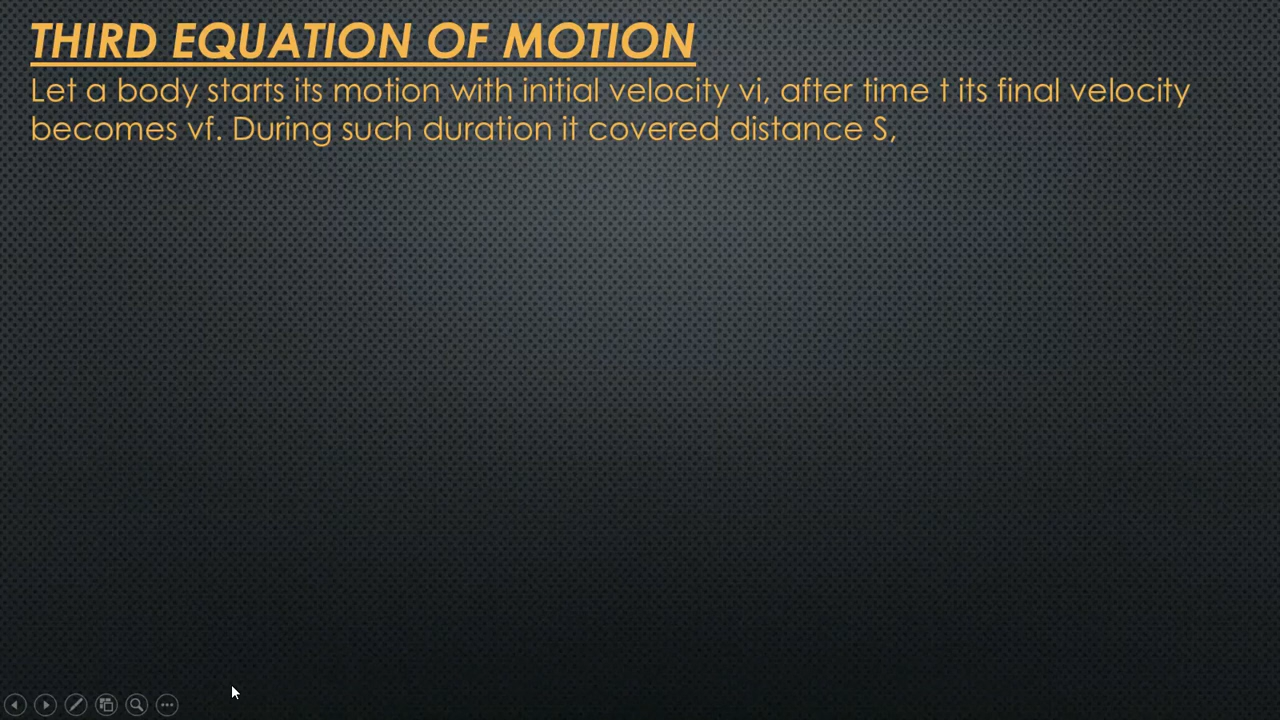 THIRD EQUATION OF MOTION
Let a body starts its motion with initial velocity vi, after time t its final velocity
becomes vf. During such duration it covered distance S,